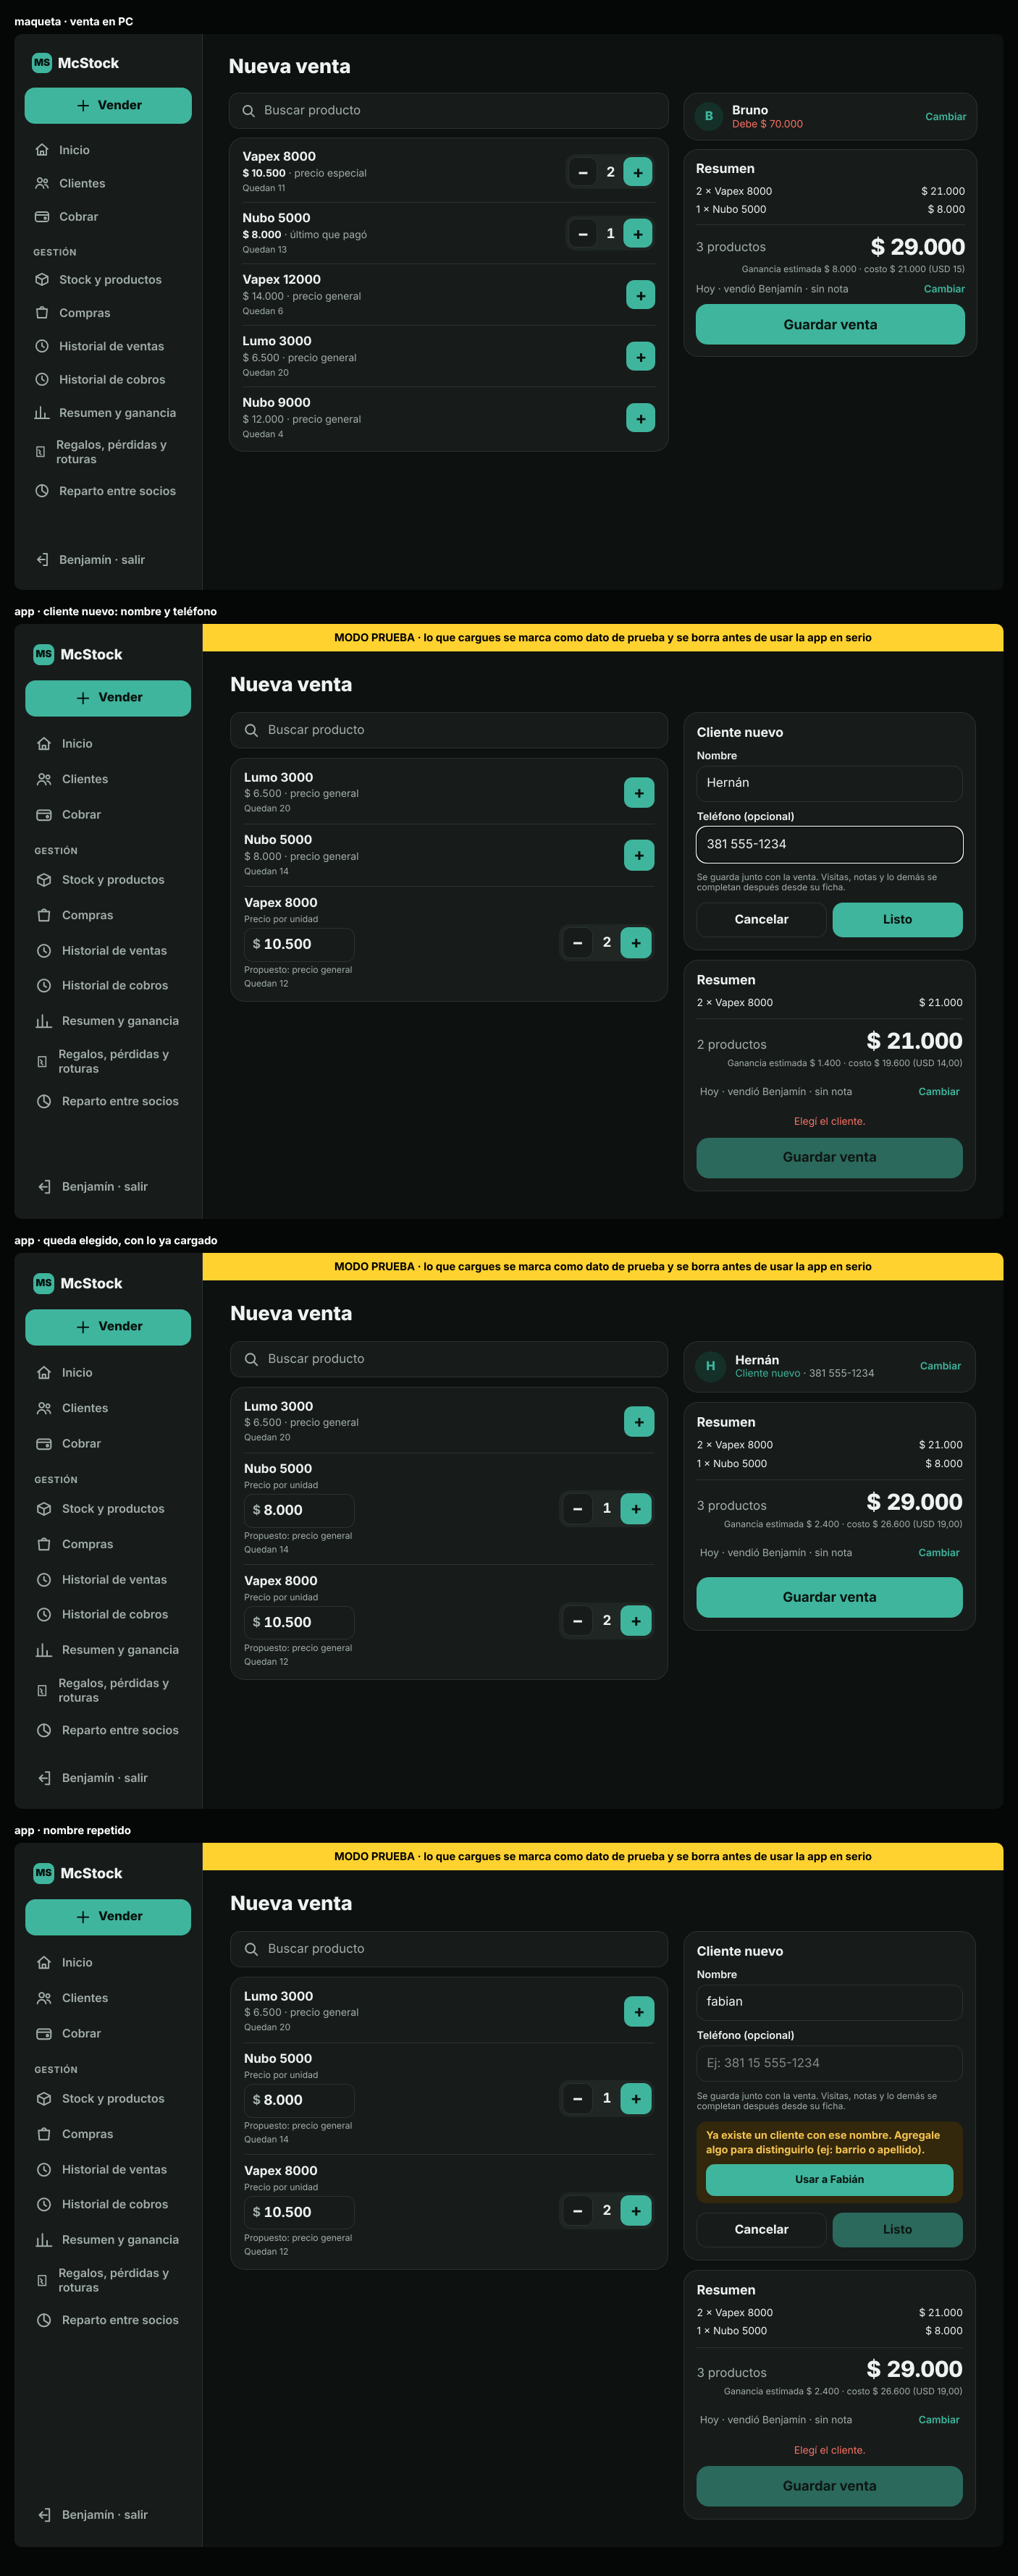 maqueta · venta en PC
MS McStock
+ Vender
Inicio
Clientes
Cobrar
GESTIÓN
Stock y productos
Compras
Historial de ventas
Historial de cobros
Resumen y ganancia
Regalos, pérdidas y
roturas
Reparto entre socios
Benjamín · salir
Nueva venta
Buscar producto
Vapex 8000
$ 10.500 · precio especial
Quedan 11
− 2 +
Nubo 5000
$ 8.000 · último que pagó
Quedan 13
− 1 +
Vapex 12000
$ 14.000 · precio general
Quedan 6
+
Lumo 3000
$ 6.500 · precio general
Quedan 20
+
Nubo 9000
$ 12.000 · precio general
Quedan 4
+
B
Bruno
Debe $ 70.000
Cambiar
Resumen
2 × Vapex 8000 $ 21.000
1 × Nubo 5000 $ 8.000
3 productos $ 29.000
Ganancia estimada $ 8.000 · costo $ 21.000 (USD 15)
Hoy · vendió Benjamín · sin nota Cambiar
Guardar venta
app · cliente nuevo: nombre y teléfono
MODO PRUEBA · lo que cargues se marca como dato de prueba y se borra antes de usar la app en serio
MS McStock
+ Vender
Inicio
Clientes
Cobrar
GESTIÓN
Stock y productos
Compras
Historial de ventas
Historial de cobros
Resumen y ganancia
Regalos, pérdidas y
roturas
Reparto entre socios
Benjamín · salir
Nueva venta
Buscar producto
Lumo 3000
$ 6.500 · precio general
Quedan 20
+
Nubo 5000
$ 8.000 · precio general
Quedan 14
+
Vapex 8000
Precio por unidad
$ 10.500
Propuesto: precio general
Quedan 12
− 2 +
Cliente nuevo
Nombre
Hernán
Teléfono (opcional)
381 555-1234
Se guarda junto con la venta. Visitas, notas y lo demás se
completan después desde su ficha.
Cancelar Listo
Resumen
2 × Vapex 8000 $ 21.000
2 productos $ 21.000
Ganancia estimada $ 1.400 · costo $ 19.600 (USD 14,00)
Hoy · vendió Benjamín · sin nota Cambiar
Elegí el cliente.
Guardar venta
app · queda elegido, con lo ya cargado
MODO PRUEBA · lo que cargues se marca como dato de prueba y se borra antes de usar la app en serio
MS McStock
+ Vender
Inicio
Clientes
Cobrar
GESTIÓN
Stock y productos
Compras
Historial de ventas
Historial de cobros
Resumen y ganancia
Regalos, pérdidas y
roturas
Reparto entre socios
Benjamín · salir
Nueva venta
Buscar producto
Lumo 3000
$ 6.500 · precio general
Quedan 20
+
Nubo 5000
Precio por unidad
$ 8.000
Propuesto: precio general
Quedan 14
− 1 +
Vapex 8000
Precio por unidad
$ 10.500
Propuesto: precio general
Quedan 12
− 2 +
H
Hernán
Cliente nuevo · 381 555-1234
Cambiar
Resumen
2 × Vapex 8000 $ 21.000
1 × Nubo 5000 $ 8.000
3 productos $ 29.000
Ganancia estimada $ 2.400 · costo $ 26.600 (USD 19,00)
Hoy · vendió Benjamín · sin nota Cambiar
Guardar venta
app · nombre repetido
MODO PRUEBA · lo que cargues se marca como dato de prueba y se borra antes de usar la app en serio
MS McStock
+ Vender
Inicio
Clientes
Cobrar
GESTIÓN
Stock y productos
Compras
Historial de ventas
Historial de cobros
Resumen y ganancia
Regalos, pérdidas y
roturas
Reparto entre socios
Benjamín · salir
Nueva venta
Buscar producto
Lumo 3000
$ 6.500 · precio general
Quedan 20
+
Nubo 5000
Precio por unidad
$ 8.000
Propuesto: precio general
Quedan 14
− 1 +
Vapex 8000
Precio por unidad
$ 10.500
Propuesto: precio general
Quedan 12
− 2 +
Cliente nuevo
Nombre
fabian
Teléfono (opcional)
Ej: 381 15 555-1234
Se guarda junto con la venta. Visitas, notas y lo demás se
completan después desde su ficha.
Ya existe un cliente con ese nombre. Agregale
algo para distinguirlo (ej: barrio o apellido).
Usar a Fabián
Cancelar Listo
Resumen
2 × Vapex 8000 $ 21.000
1 × Nubo 5000 $ 8.000
3 productos $ 29.000
Ganancia estimada $ 2.400 · costo $ 26.600 (USD 19,00)
Hoy · vendió Benjamín · sin nota Cambiar
Elegí el cliente.
Guardar venta